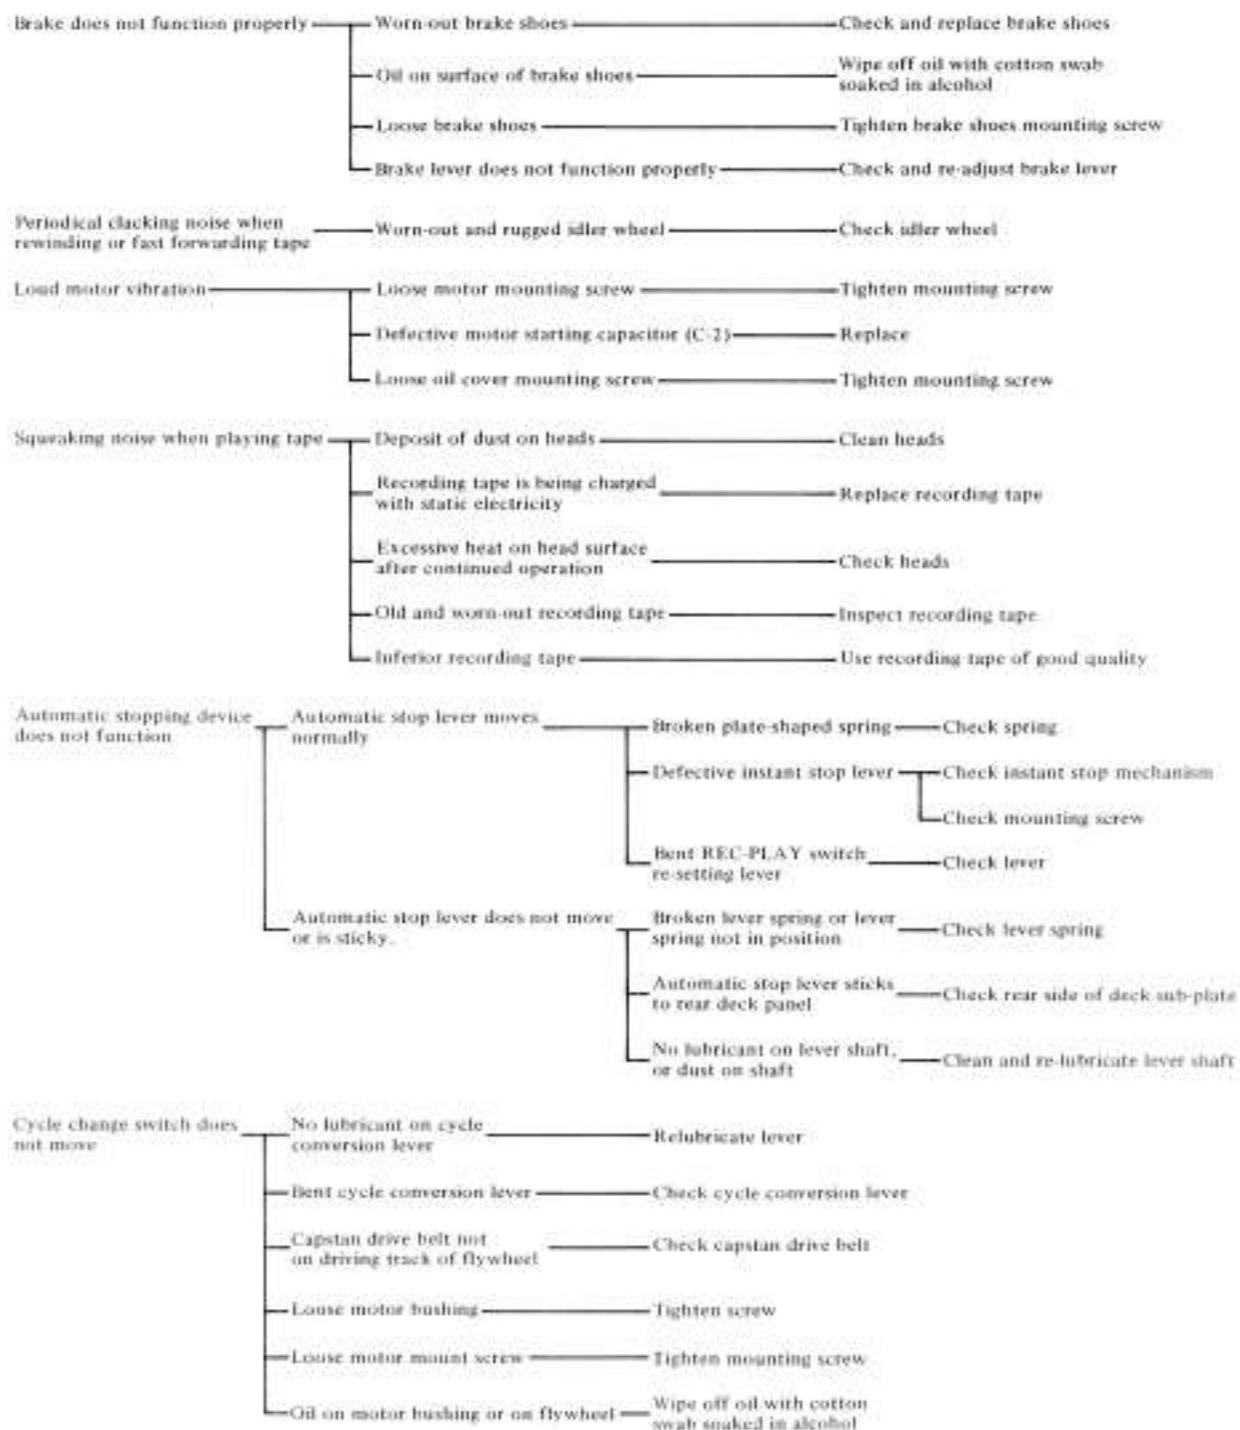 Brake does not function properly
Worn-out brake shoes
Check and replace brake shoes
Oil on surface of brake shoes
Wipe off oil with cotton swab
soaked in alcohol
Loose brake shoes
Tighten brake shoes mounting screw
Brake lever does not function properly
Check and re-adjust brake lever
Periodical clacking noise when
rewinding or fast forwarding tape
Worn-out and rugged idler wheel
Check idler wheel
Loud motor vibration
Loose motor mounting screw
Tighten mounting screw
Defective motor starting capacitor (C-2)
Replace
Loose oil cover mounting screw
Tighten mounting screw
Squeaking noise when playing tape
Deposit of dust on heads
Clean heads
Recording tape is being charged
with static electricity
Replace recording tape
Excessive heat on head surface
after continued operation
Check heads
Old and worn-out recording tape
Inspect recording tape
Inferior recording tape
Use recording tape of good quality
Automatic stopping device
does not function
Automatic stop lever moves
normally
Broken plate-shaped spring
Check spring
Defective instant stop lever
Check instant stop mechanism
Check mounting screw
Bent REC-PLAY switch
re-setting lever
Check lever
Automatic stop lever does not move
or is sticky.
Broken lever spring or lever
spring not in position
Check lever spring
Automatic stop lever sticks
to rear deck panel
Check rear side of deck sub-plate
No lubricant on lever shaft,
or dust on shaft
Clean and re-lubricate lever shaft
Cycle change switch does
not move
No lubricant on cycle
conversion lever
Relubricate lever
Bent cycle conversion lever
Check cycle conversion lever
Capstan drive belt not
on driving track of flywheel
Check capstan drive belt
Loose motor bushing
Tighten screw
Loose motor mount screw
Tighten mounting screw
Oil on motor bushing or on flywheel
Wipe off oil with cotton
swab soaked in alcohol